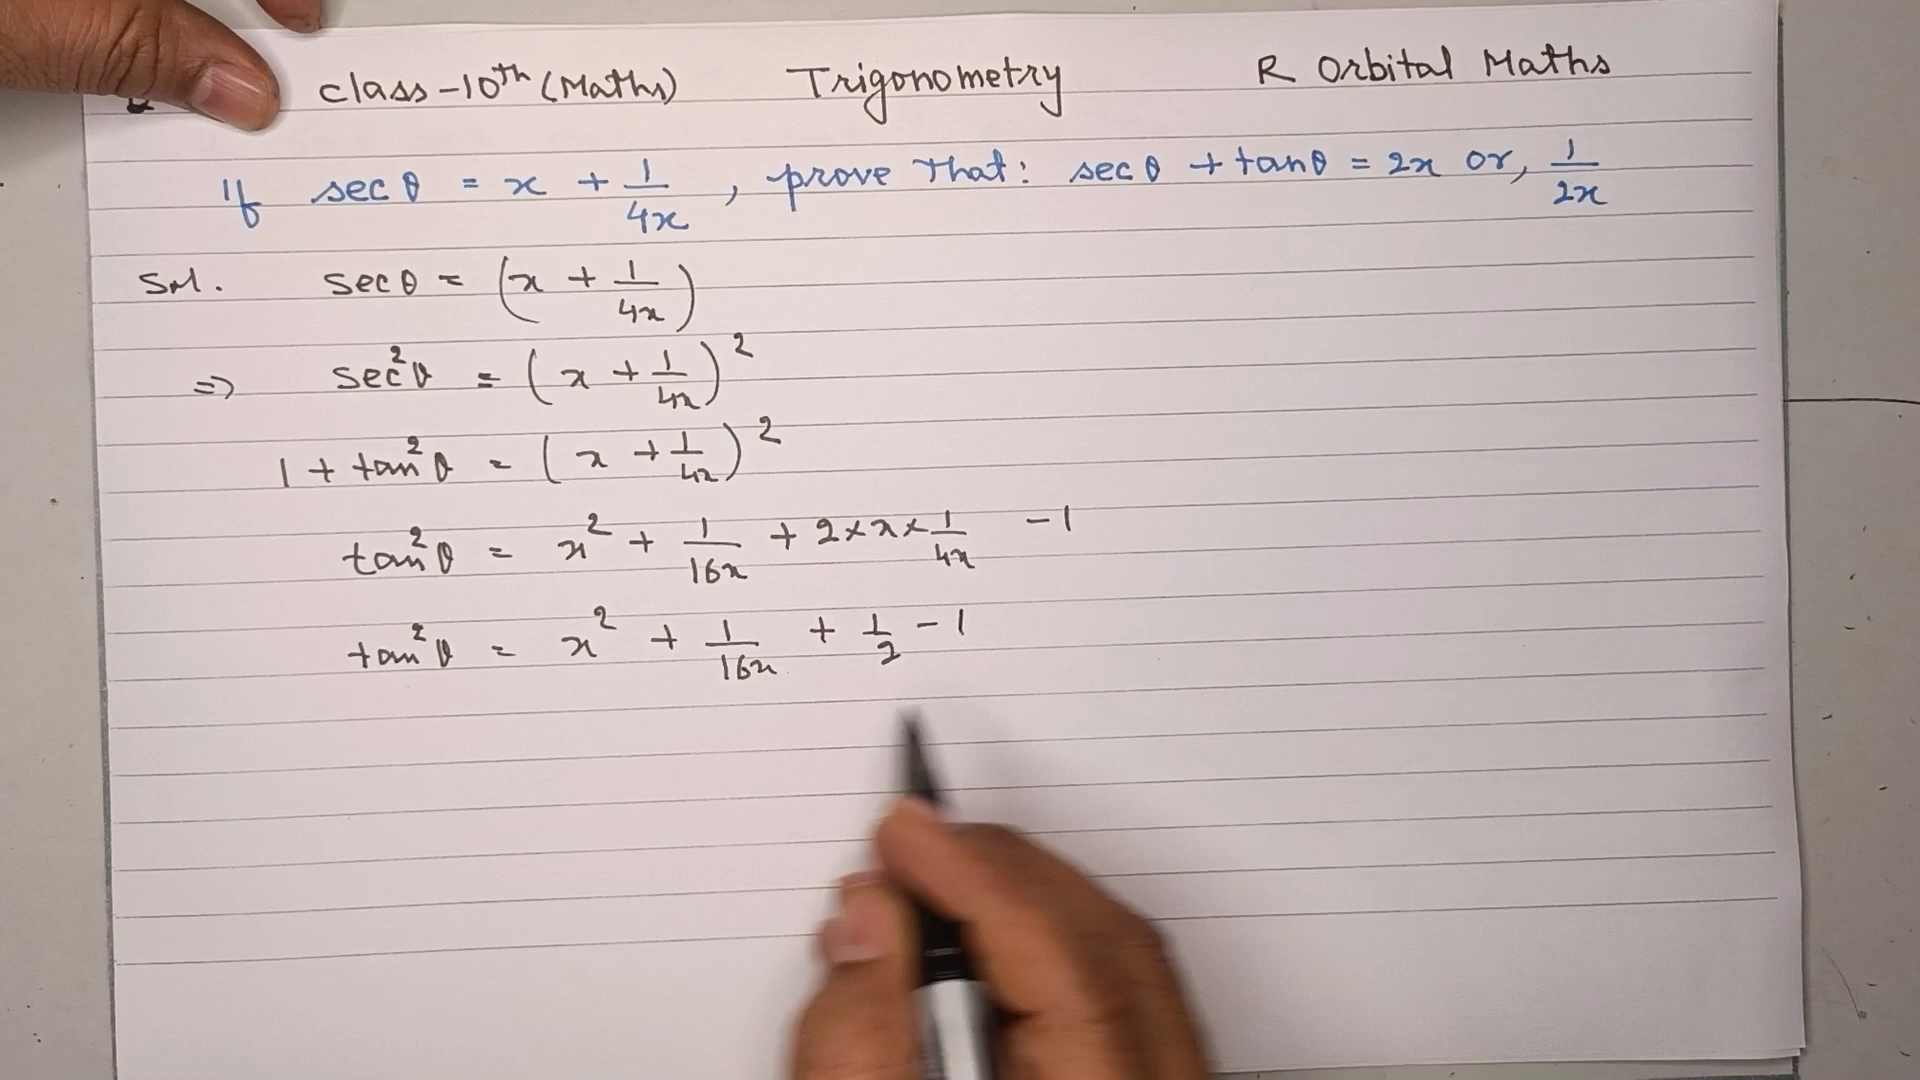 class-10th (Maths) Trigonometry R Orbital Maths
If sec θ = x + 1/4x , prove that: sec θ + tan θ = 2x or, 1/2x
Sol. sec θ = (x + 1/4x)
=> sec²θ = (x + 1/4x)²
1 + tan²θ = (x + 1/4x)²
tan²θ = x² + 1/16x + 2 × x × 1/4x - 1
tan²θ = x² + 1/16x + 1/2 - 1